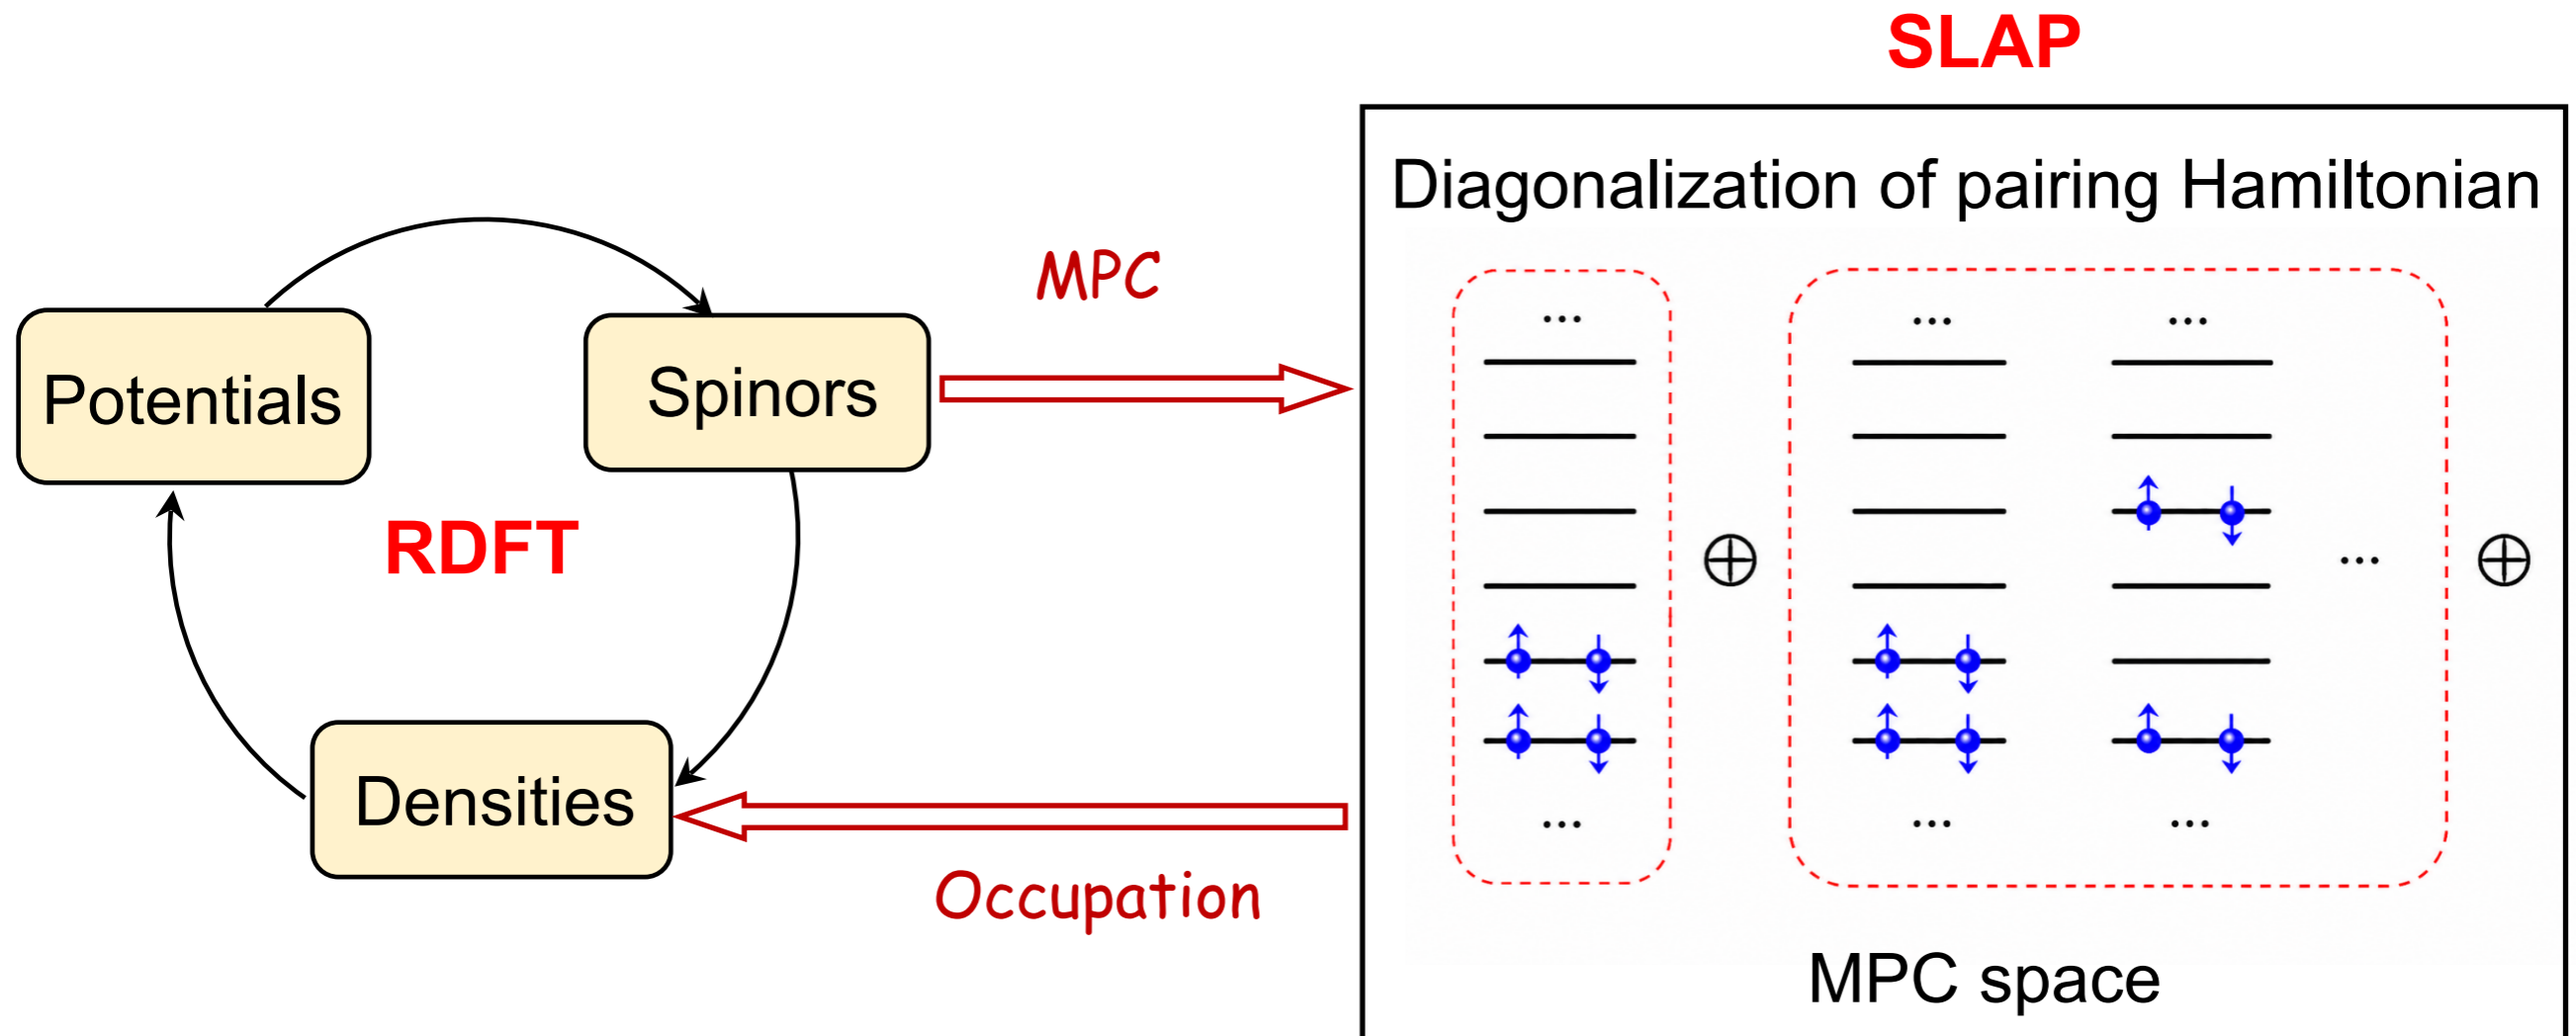 SLAP
Diagonalization of pairing Hamiltonian
MPC
Potentials
Spinors
RDFT
Densities
Occupation
... ... ...
...
... ... ...
MPC space